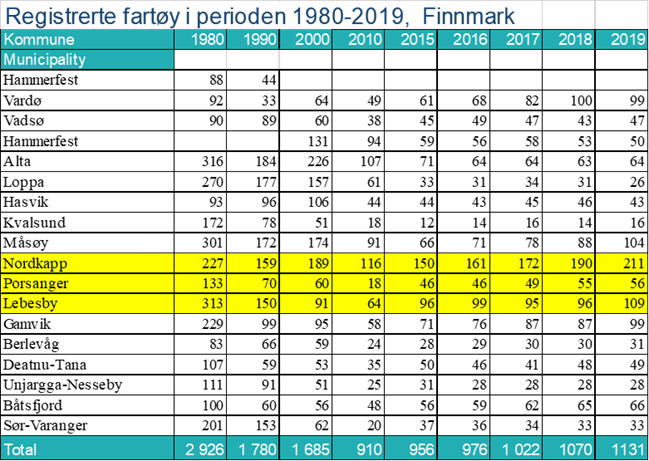 Registrerte fartøy i perioden 1980-2019, Finnmark
Kommune 1980 1990 2000 2010 2015 2016 2017 2018 2019
Municipality
Hammerfest 88 44
Vardø 92 33 64 49 61 68 82 100 99
Vadsø 90 89 60 38 45 49 47 43 47
Hammerfest 131 94 59 56 58 53 50
Alta 316 184 226 107 71 64 64 63 64
Loppa 270 177 157 61 33 31 34 31 26
Hasvik 93 96 106 44 44 43 45 46 43
Kvalsund 172 78 51 18 12 14 16 14 16
Måsøy 301 172 174 91 66 71 78 88 104
Nordkapp 227 159 189 116 150 161 172 190 211
Porsanger 133 70 60 18 46 46 49 55 56
Lebesby 313 150 91 64 96 99 95 96 109
Gamvik 229 99 95 58 71 76 87 87 99
Berlevåg 83 66 59 24 28 29 30 30 31
Deatnu-Tana 107 59 53 35 50 46 41 48 49
Unjargga-Nesseby 111 91 51 25 31 28 28 28 28
Båtsfjord 100 60 56 48 56 59 62 65 66
Sør-Varanger 201 153 62 20 37 36 34 33 33
Total 2 926 1 780 1 685 910 956 976 1 022 1070 1131